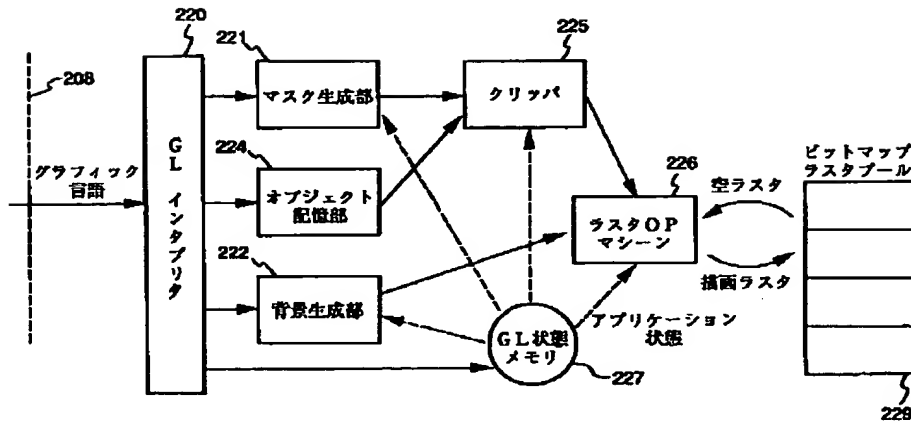 220
208
グラフィック
言語
GL インタプリタ
221
マスク生成部
224
オブジェクト
記憶部
222
背景生成部
225
クリッパ
226
ラスタOP
マシーン
GL状態
メモリ
227
アプリケーション
状態
空ラスタ
描画ラスタ
ビットマップ
ラスタプール
229